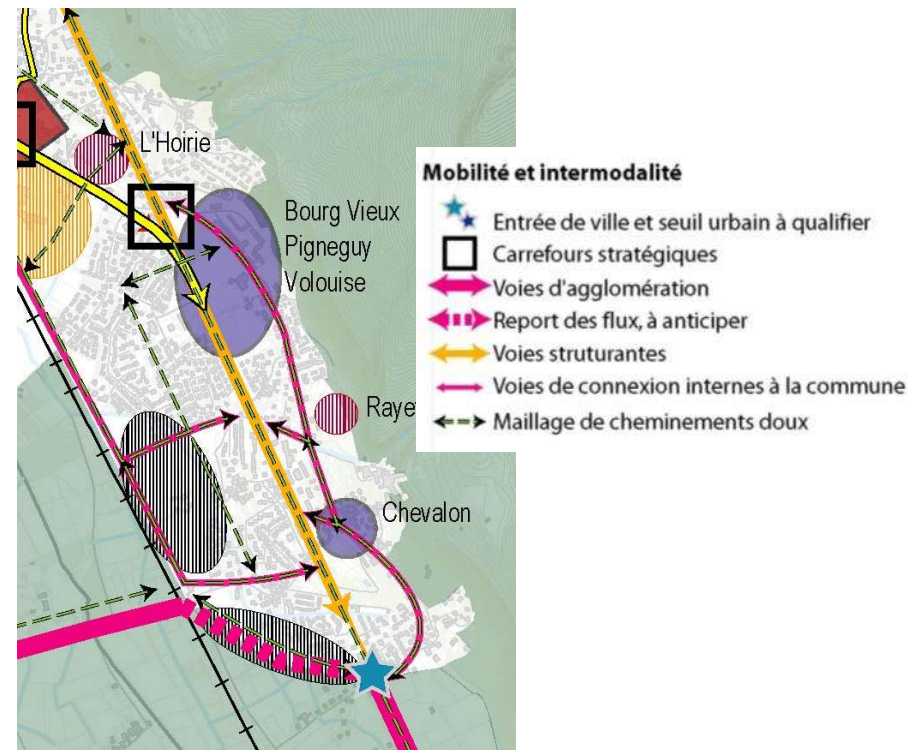 L'Hoirie
Bourg Vieux
Pigneguy
Volouise
Raye
Chevalon
Mobilité et intermodalité
Entrée de ville et seuil urbain à qualifier
Carrefours stratégiques
Voies d'agglomération
Report des flux, à anticiper
Voies struturantes
Voies de connexion internes à la commune
Maillage de cheminements doux